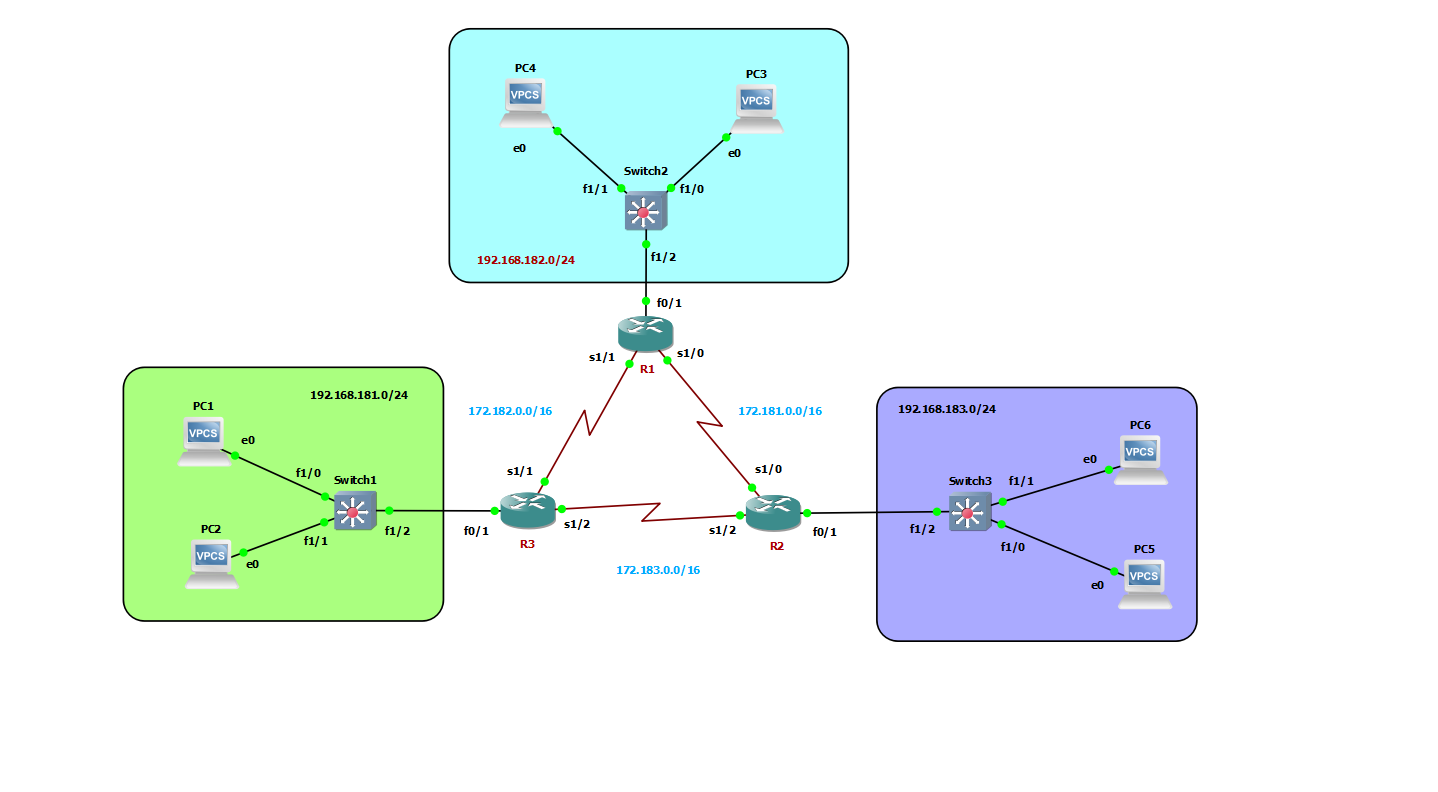 PC4
PC3
VPCS
VPCS
e0
e0
Switch2
f1/1
f1/0
192.168.182.0/24
f1/2
f0/1
s1/1
s1/0
R1
172.182.0.0/16
172.181.0.0/16
192.168.181.0/24
PC1
VPCS
e0
f1/0
Switch1
PC2
VPCS
e0
f1/1
f1/2
f0/1
s1/1
R3
s1/2
s1/0
s1/2
R2
f0/1
172.183.0.0/16
192.168.183.0/24
PC6
VPCS
e0
Switch3
f1/1
f1/2
f1/0
PC5
VPCS
e0